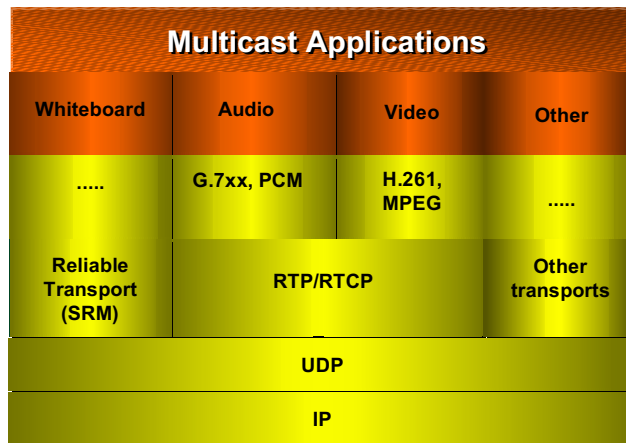 Multicast Applications
Whiteboard
Audio
Video
Other
.....
G.7xx, PCM
H.261,
MPEG
.....
Reliable
Transport
(SRM)
RTP/RTCP
Other
transports
UDP
IP